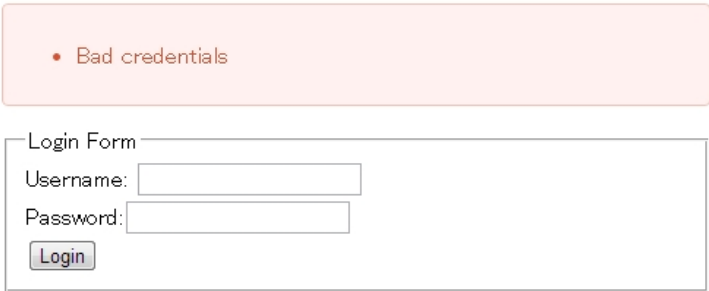 • Bad credentials
Login Form
Username:
Password:
Login